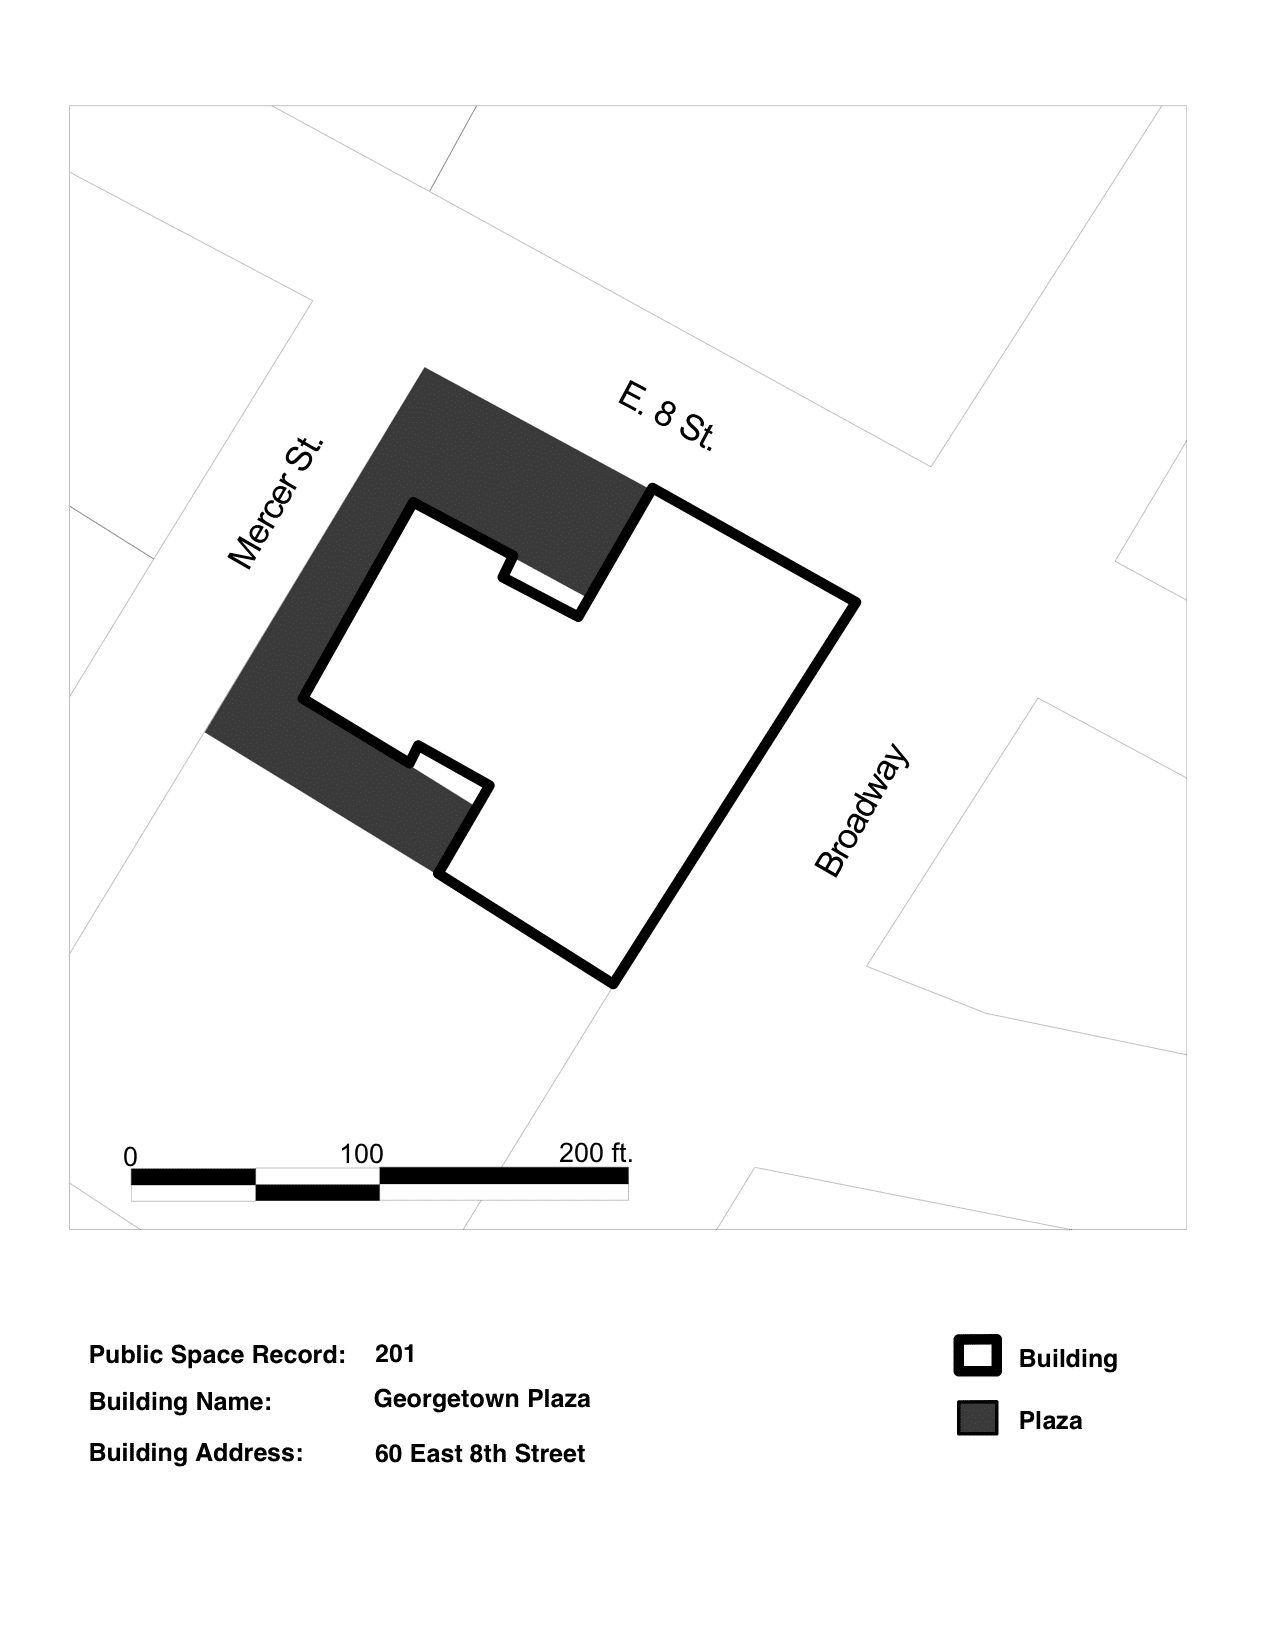 E. 8 St.
Mercer St.
Broadway
0 100 200 ft.
Public Space Record: 201
Building Name: Georgetown Plaza
Building Address: 60 East 8th Street
Building
Plaza